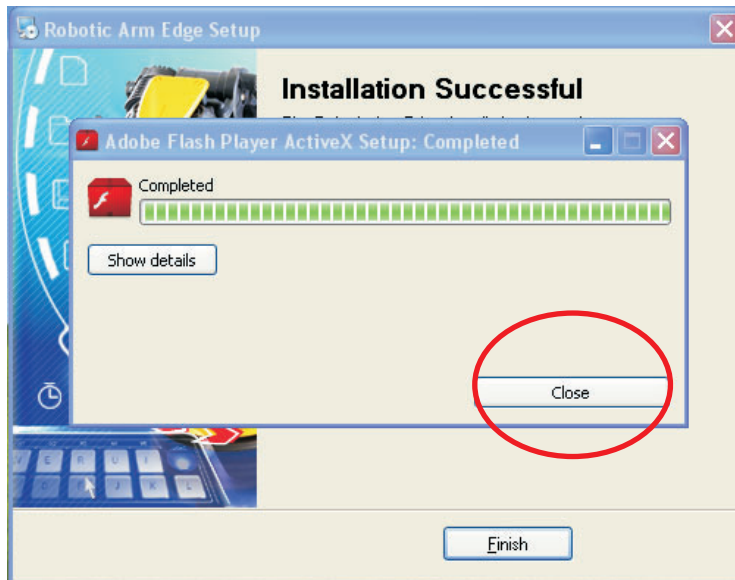 Robotic Arm Edge Setup
Installation Successful
Adobe Flash Player ActiveX Setup: Completed
Completed
Show details
Close
E R U I
J K L
Finish